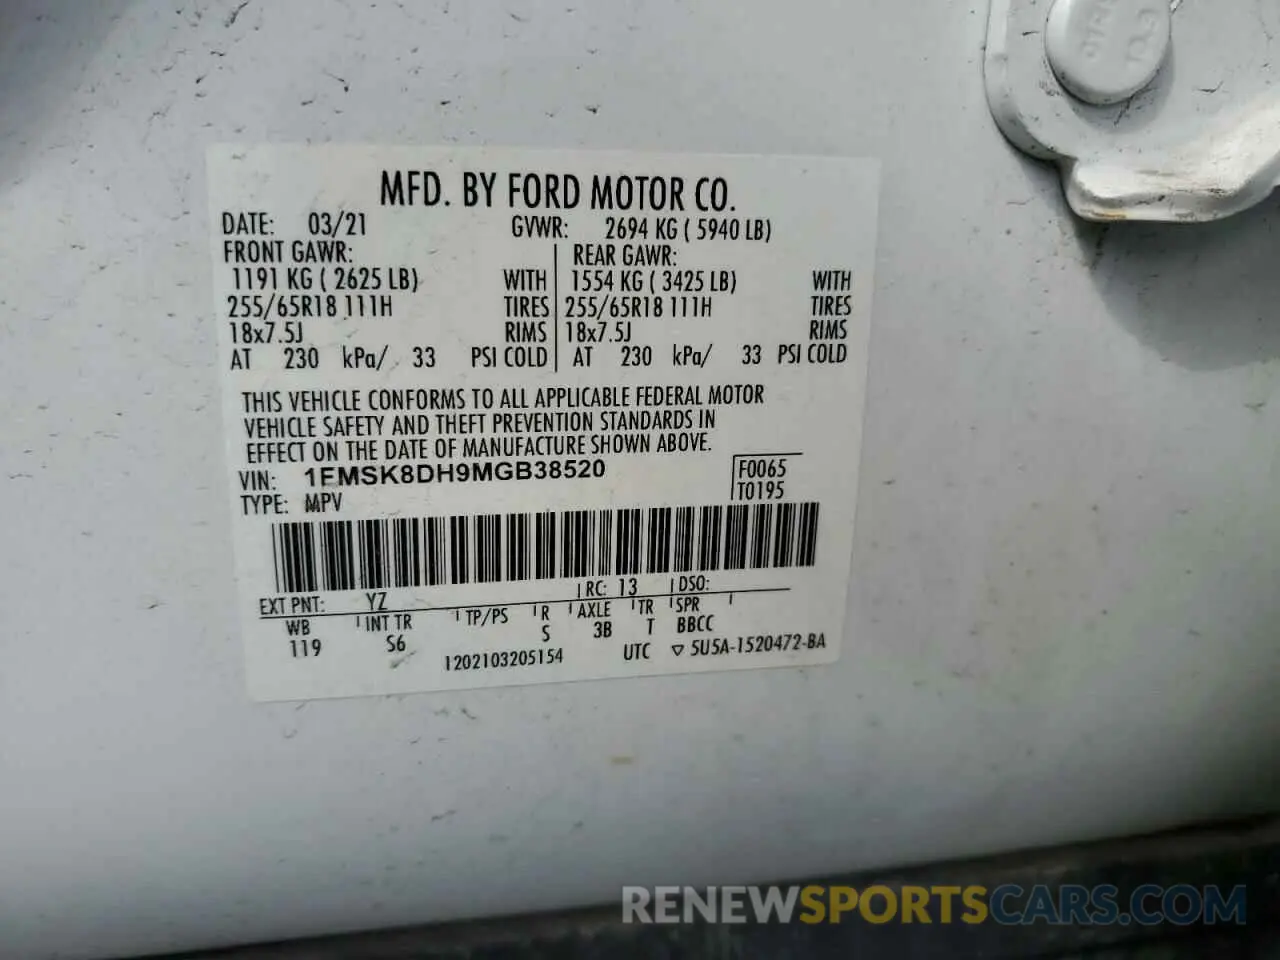 MFD. BY FORD MOTOR CO.
DATE: 03/21 GVWR: 2694 KG ( 5940 LB)
FRONT GAWR: REAR GAWR:
1191 KG ( 2625 LB) WITH 1554 KG ( 3425 LB) WITH
255/65R18 111H TIRES 255/65R18 111H TIRES
18x7.5J RIMS 18x7.5J RIMS
AT 230 kPa/ 33 PSI COLD AT 230 kPa/ 33 PSI COLD
THIS VEHICLE CONFORMS TO ALL APPLICABLE FEDERAL MOTOR
VEHICLE SAFETY AND THEFT PREVENTION STANDARDS IN
EFFECT ON THE DATE OF MANUFACTURE SHOWN ABOVE.
VIN: 1FMSK8DH9MGB38520 F0065
TYPE: MPV T0195
EXT PNT: YZ RC: 13 DSO:
WB INT TR TP/PS R AXLE TR SPR
119 S6 S 3B T BBCC
1202103205154 UTC ▽ 5U5A-1520472-BA
RENEWSPORTSCARS.COM